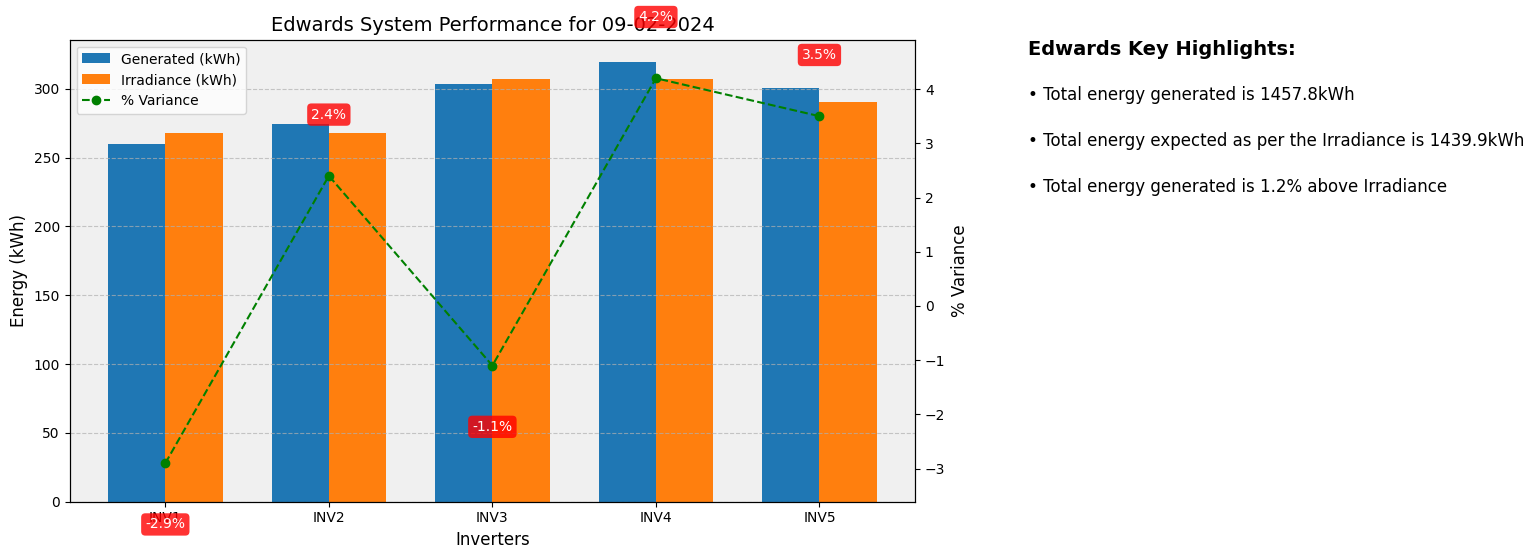 Edwards System Performance for 09-02-2024
4.2%
Generated (kWh)
Irradiance (kWh)
% Variance
3.5%
2.4%
-1.1%
-2.9%
Energy (kWh)
300
250
200
150
100
50
0
% Variance
4
3
2
1
0
−1
−2
−3
INV1
INV2
INV3
INV4
INV5
Inverters
Edwards Key Highlights:
• Total energy generated is 1457.8kWh
• Total energy expected as per the Irradiance is 1439.9kWh
• Total energy generated is 1.2% above Irradiance